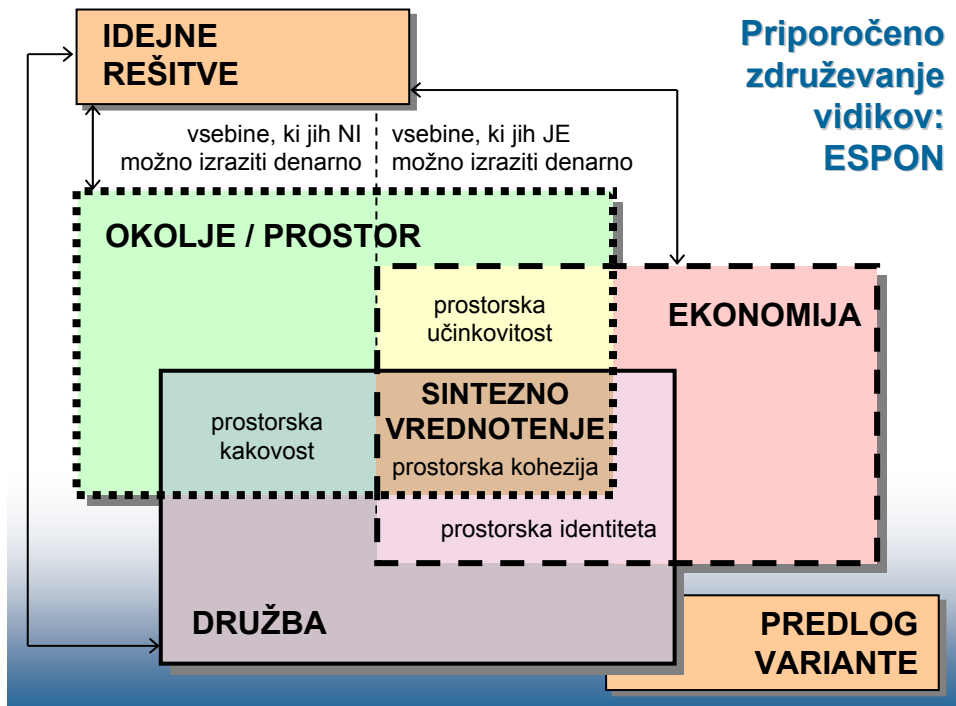 IDEJNE
REŠITVE
Priporočeno
združevanje
vidikov:
ESPON
vsebine, ki jih NI
možno izraziti denarno
vsebine, ki jih JE
možno izraziti denarno
OKOLJE / PROSTOR
prostorska
učinkovitost
EKONOMIJA
prostorska
kakovost
SINTEZNO
VREDNOTENJE
prostorska kohezija
prostorska identiteta
DRUŽBA
PREDLOG
VARIANTE